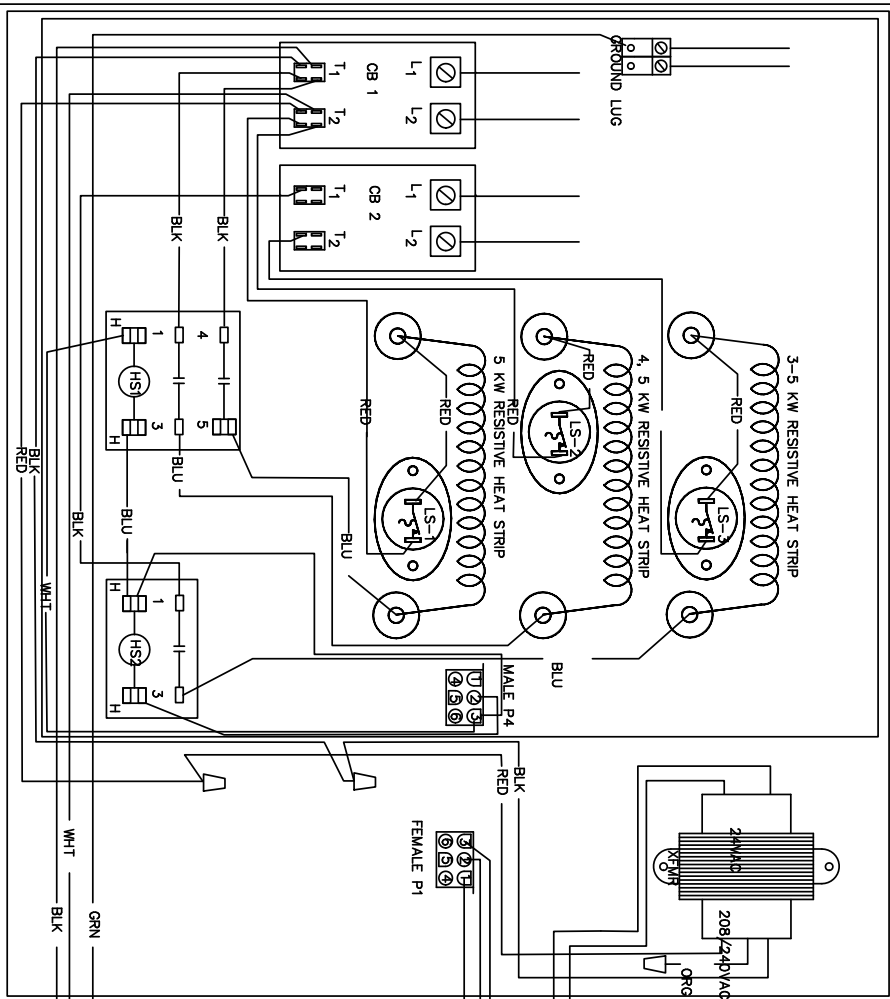 GROUND LUG
CB 1
L1
T1
L2
T2
CB 2
L1
T1
L2
T2
BLK
BLK
3-5 KW RESISTIVE HEAT STRIP
4, 5 KW RESISTIVE HEAT STRIP
5 KW RESISTIVE HEAT STRIP
RED
RED
RED
RED
RED
LS-1
LS-2
LS-3
H
1
4
HS1
H
3
5
BLU
BLU
BLU
BLU
RED
BLK
BLK
WHT
H
1
HS2
H
3
MALE P4
1
2
3
4
5
6
BLK
RED
FEMALE P1
3
2
1
6
5
4
24VAC
XFMR
208/240VAC
ORG
WHT
BLK
GRN